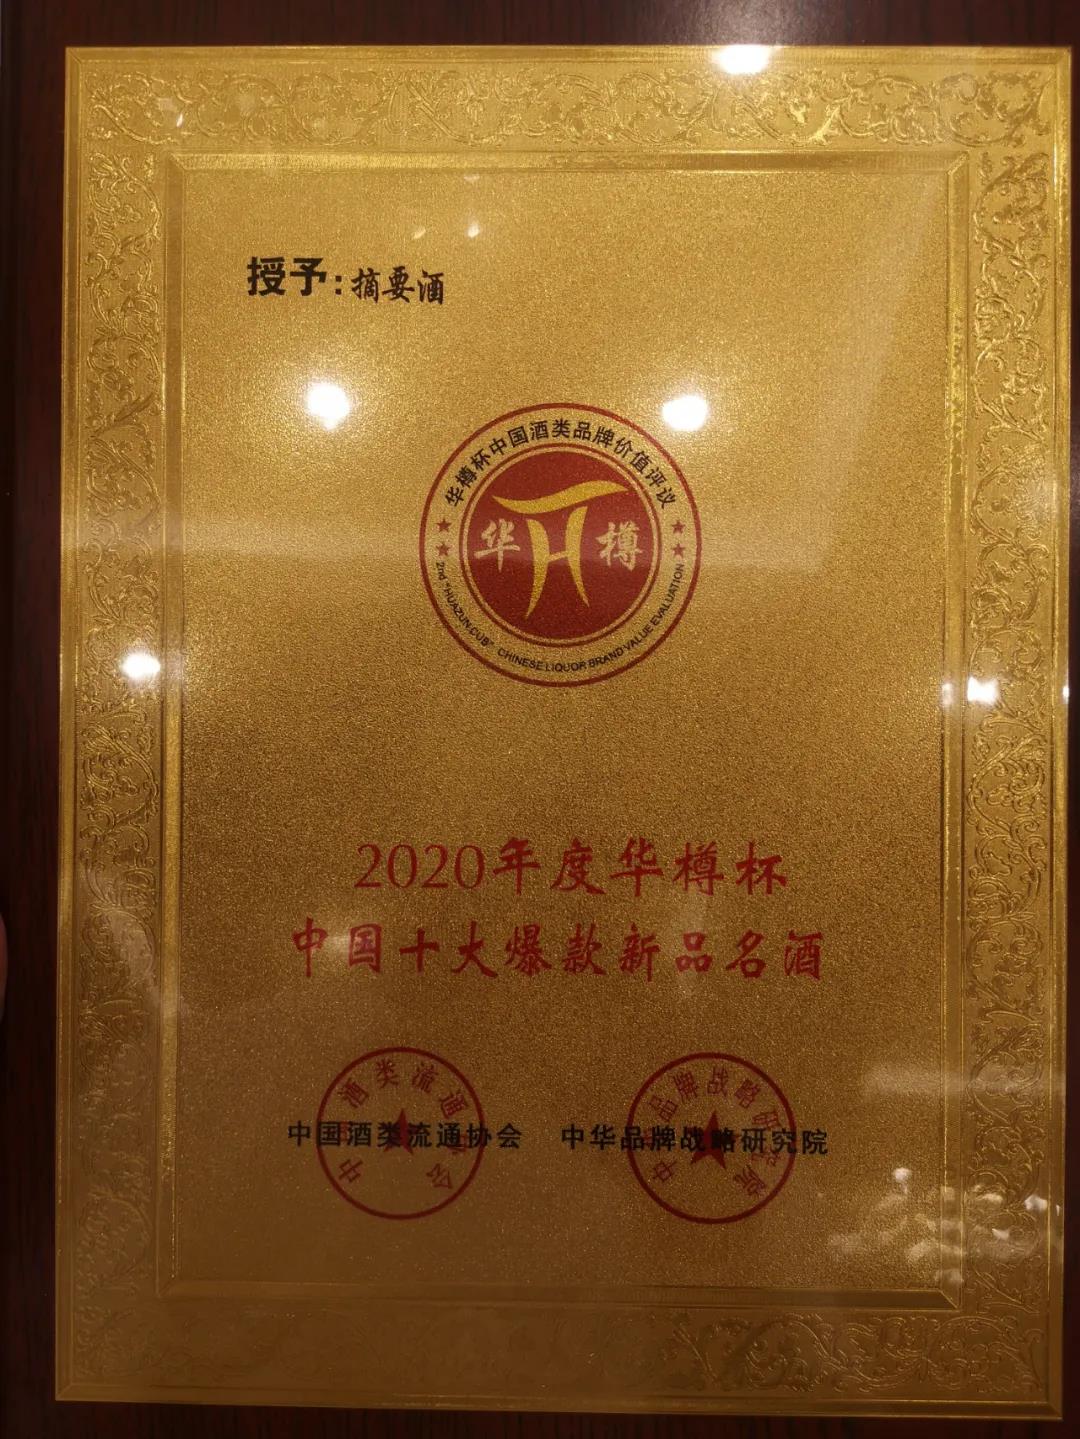 授予:摘要酒
华樽杯中国酒类品牌价值评议
华樽
2nd "HUAZUN CUB" CHINESE LIQUOR BRAND VALUE EVALUATION
2020年度华樽杯
中国十大爆款新品名酒
中国酒类流通协会 中华品牌战略研究院